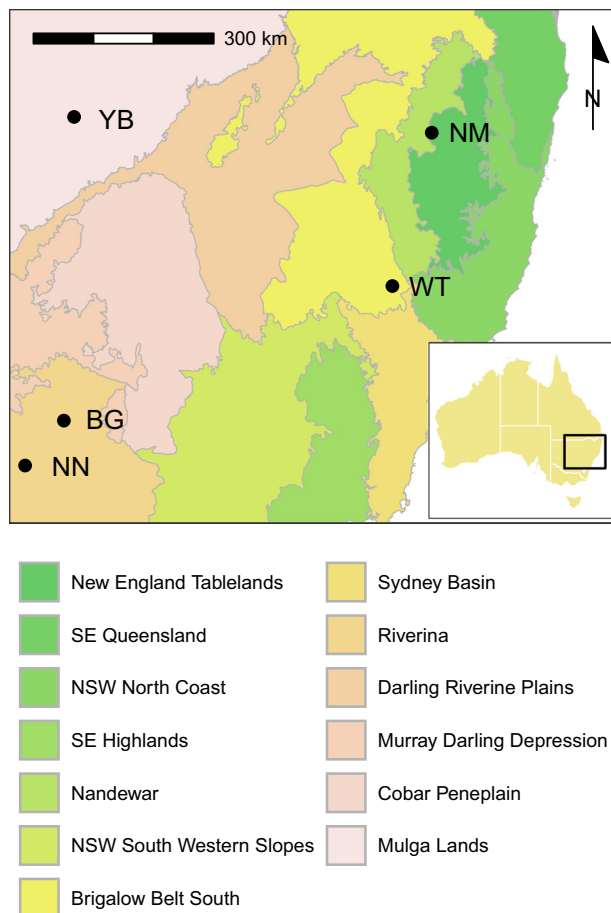 300 km
N
YB
NM
WT
BG
NN
New England Tablelands
SE Queensland
NSW North Coast
SE Highlands
Nandewar
NSW South Western Slopes
Brigalow Belt South
Sydney Basin
Riverina
Darling Riverine Plains
Murray Darling Depression
Cobar Peneplain
Mulga Lands